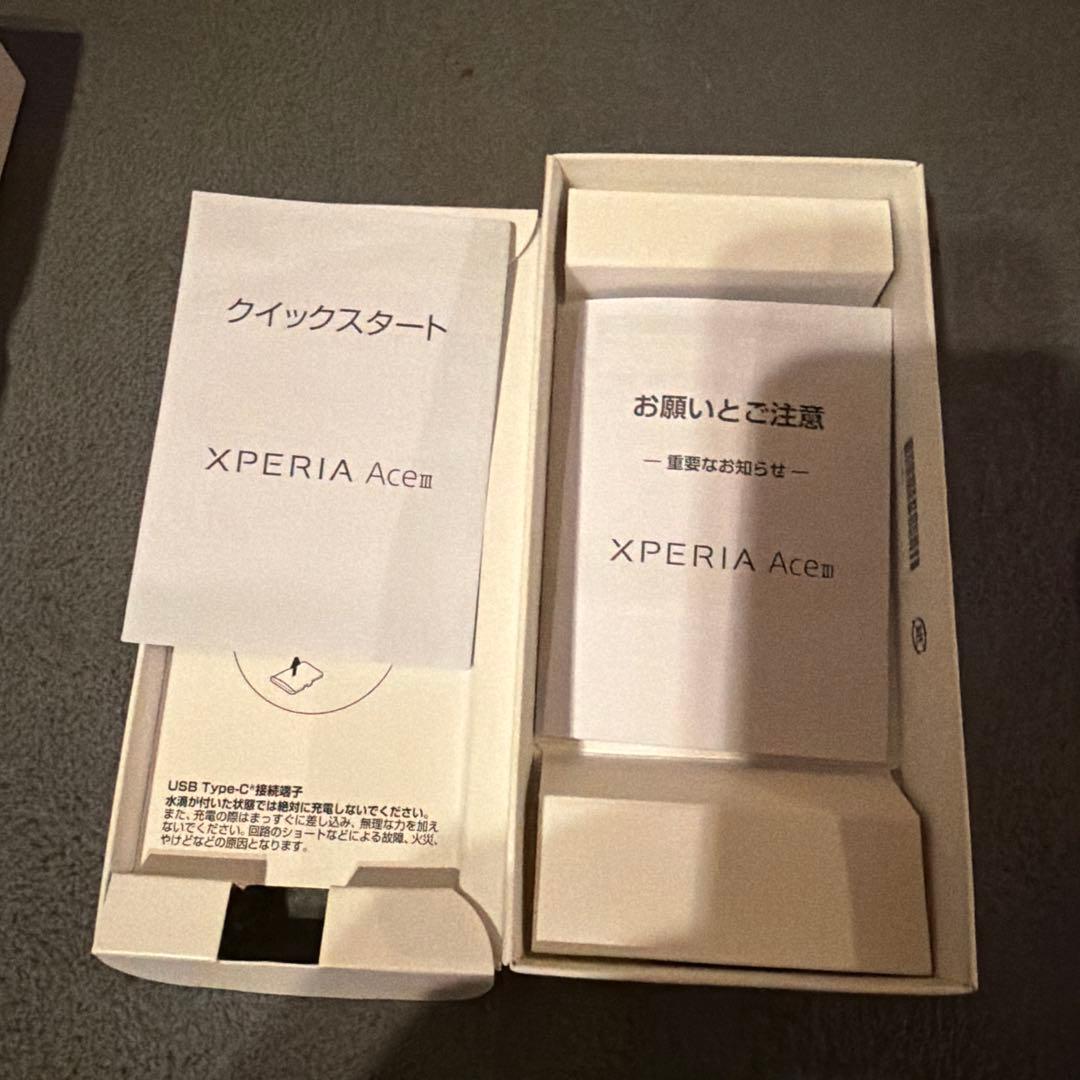 クイックスタート
XPERIA Ace III
お願いとご注意
— 重要なお知らせ —
XPERIA Ace III
USB Type-C®接続端子
水滴が付いた状態では絶対に充電しないでください。
また、充電の際はまっすぐに差し込み、無理な力を加え
ないでください。回路のショートなどによる故障、火災、
やけどなどの原因となります。